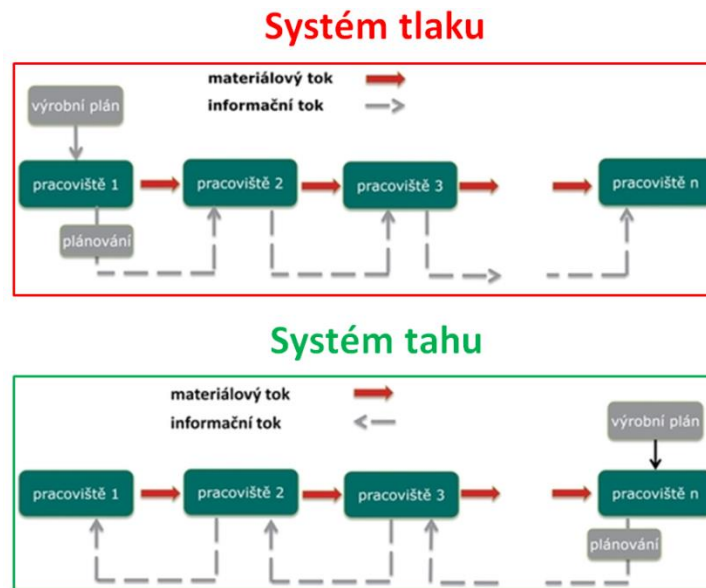 Systém tlaku
materiálový tok
informační tok
výrobní plán
pracoviště 1
pracoviště 2
pracoviště 3
pracoviště n
plánování
Systém tahu
materiálový tok
informační tok
výrobní plán
pracoviště 1
pracoviště 2
pracoviště 3
pracoviště n
plánování